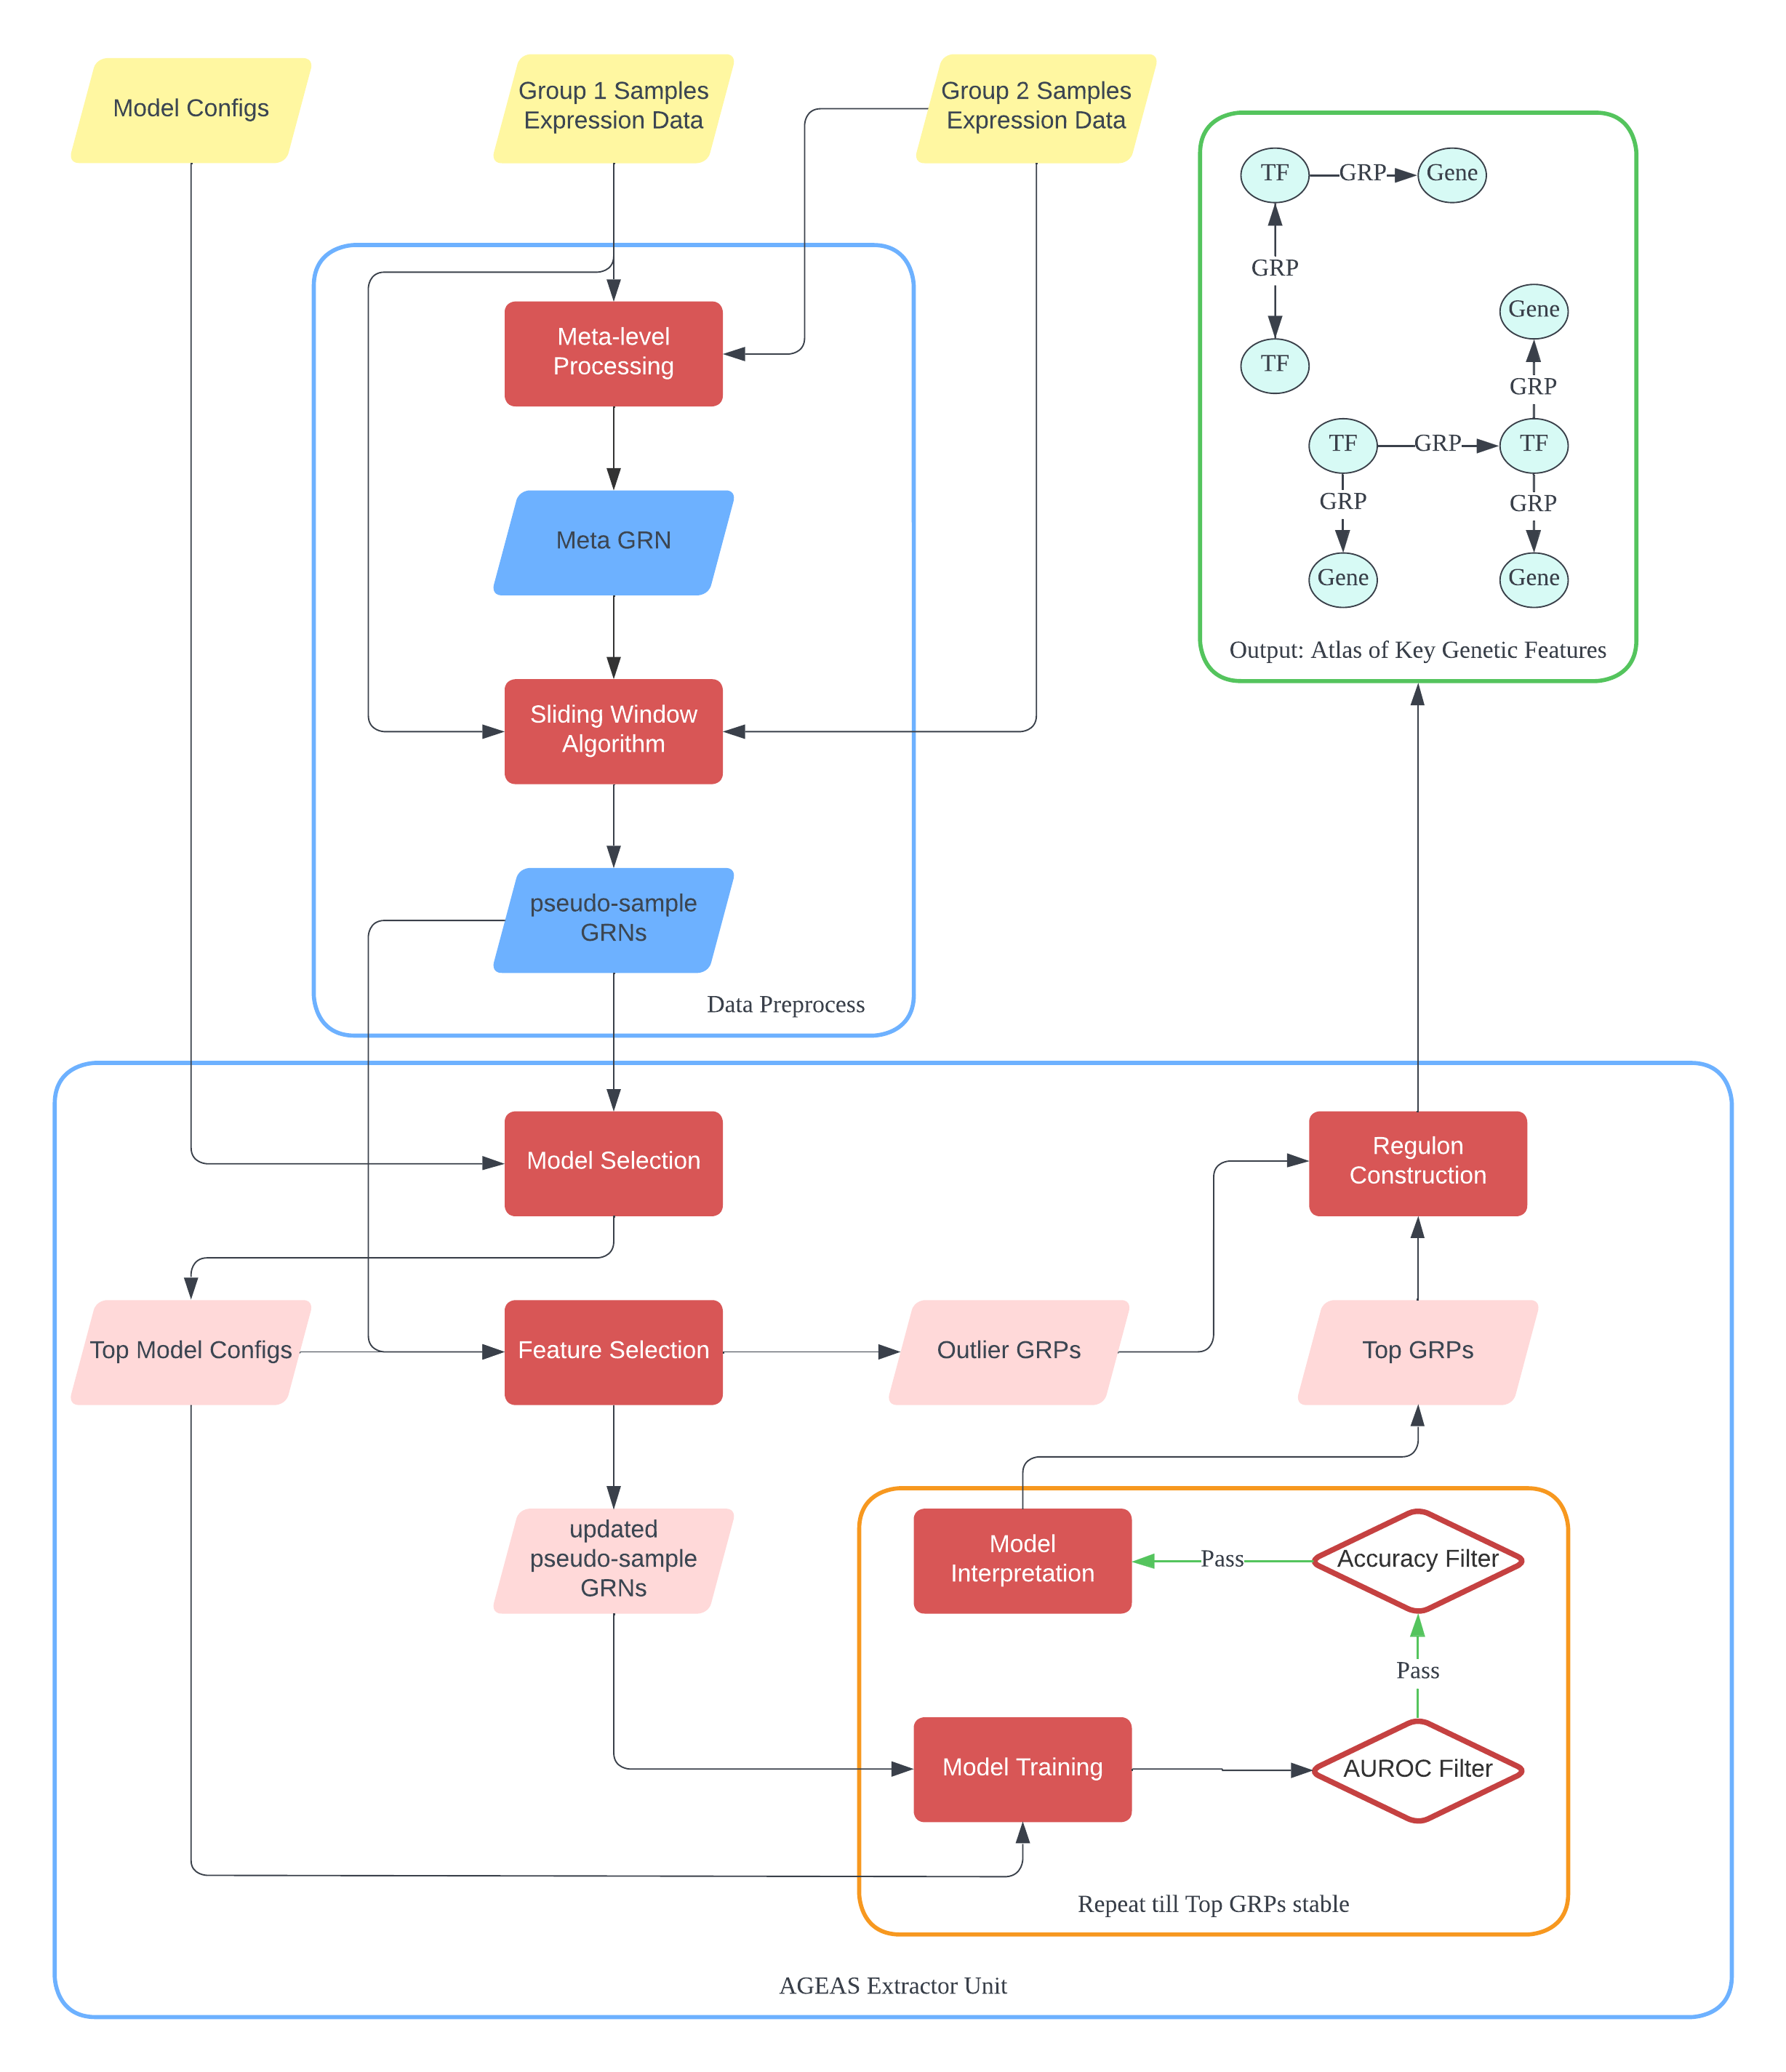 Model Configs
Group 1 Samples
Expression Data
Group 2 Samples
Expression Data
TF
GRP
Gene
GRP
TF
Gene
GRP
TF
GRP
TF
GRP
GRP
Gene
Gene
Output: Atlas of Key Genetic Features
Meta-level
Processing
Meta GRN
Sliding Window
Algorithm
pseudo-sample
GRNs
Data Preprocess
Model Selection
Regulon
Construction
Top Model Configs
Feature Selection
Outlier GRPs
Top GRPs
updated
pseudo-sample
GRNs
Model
Interpretation
Pass
Accuracy Filter
Pass
Model Training
AUROC Filter
Repeat till Top GRPs stable
AGEAS Extractor Unit